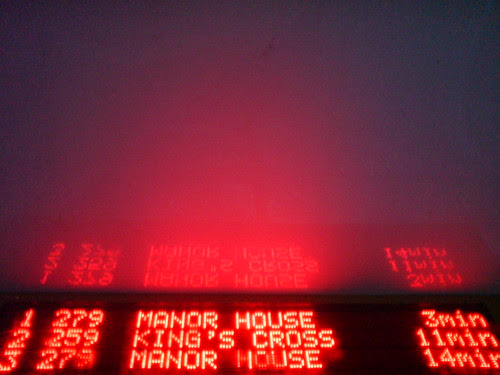 1 279 MANOR HOUSE 3min
2 259 KING'S CROSS 11min
3 279 MANOR HOUSE 14min